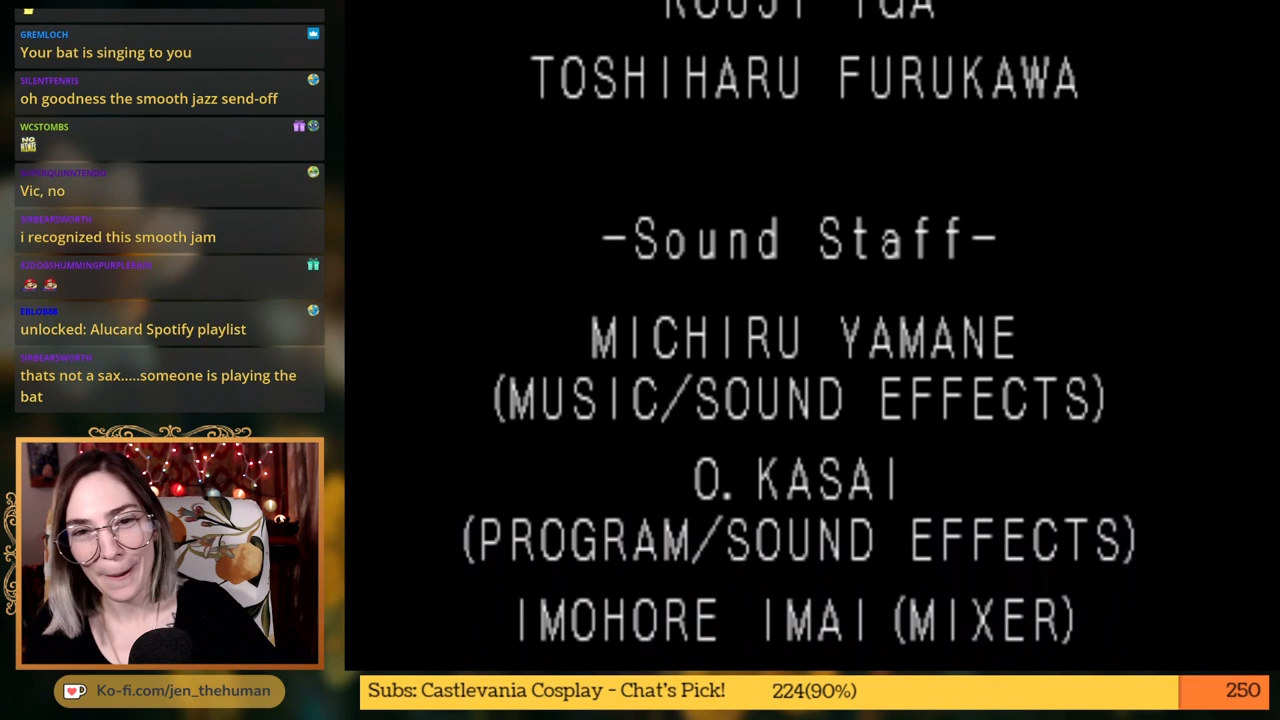 GREMLOCH
Your bat is singing to you
SILENTFENRIS
oh goodness the smooth jazz send-off
WCSTOMBS
Vic, no
SIRBEARSWORTH
i recognized this smooth jam
EBLOB88
unlocked: Alucard Spotify playlist
SIRBEARSWORTH
thats not a sax.....someone is playing the
bat
Ko-fi.com/jen_thehuman
TOSHIHARU FURUKAWA
-Sound Staff-
MICHIRU YAMANE
(MUSIC/SOUND EFFECTS)
O. KASAI
(PROGRAM/SOUND EFFECTS)
IMOHORE IMAI (MIXER)
Subs: Castlevania Cosplay - Chat's Pick! 224(90%) 250